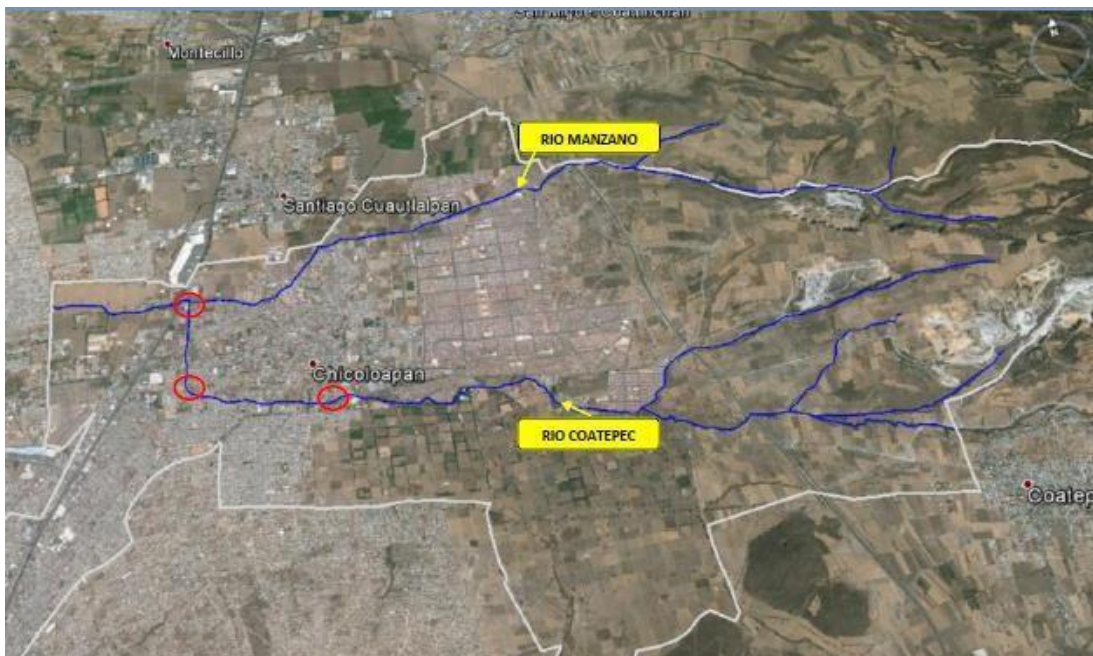 Montecillo
RIO MANZANO
Santiago Cuautlalpan
Chicoloapan
RIO COATEPEC
Coatep
N